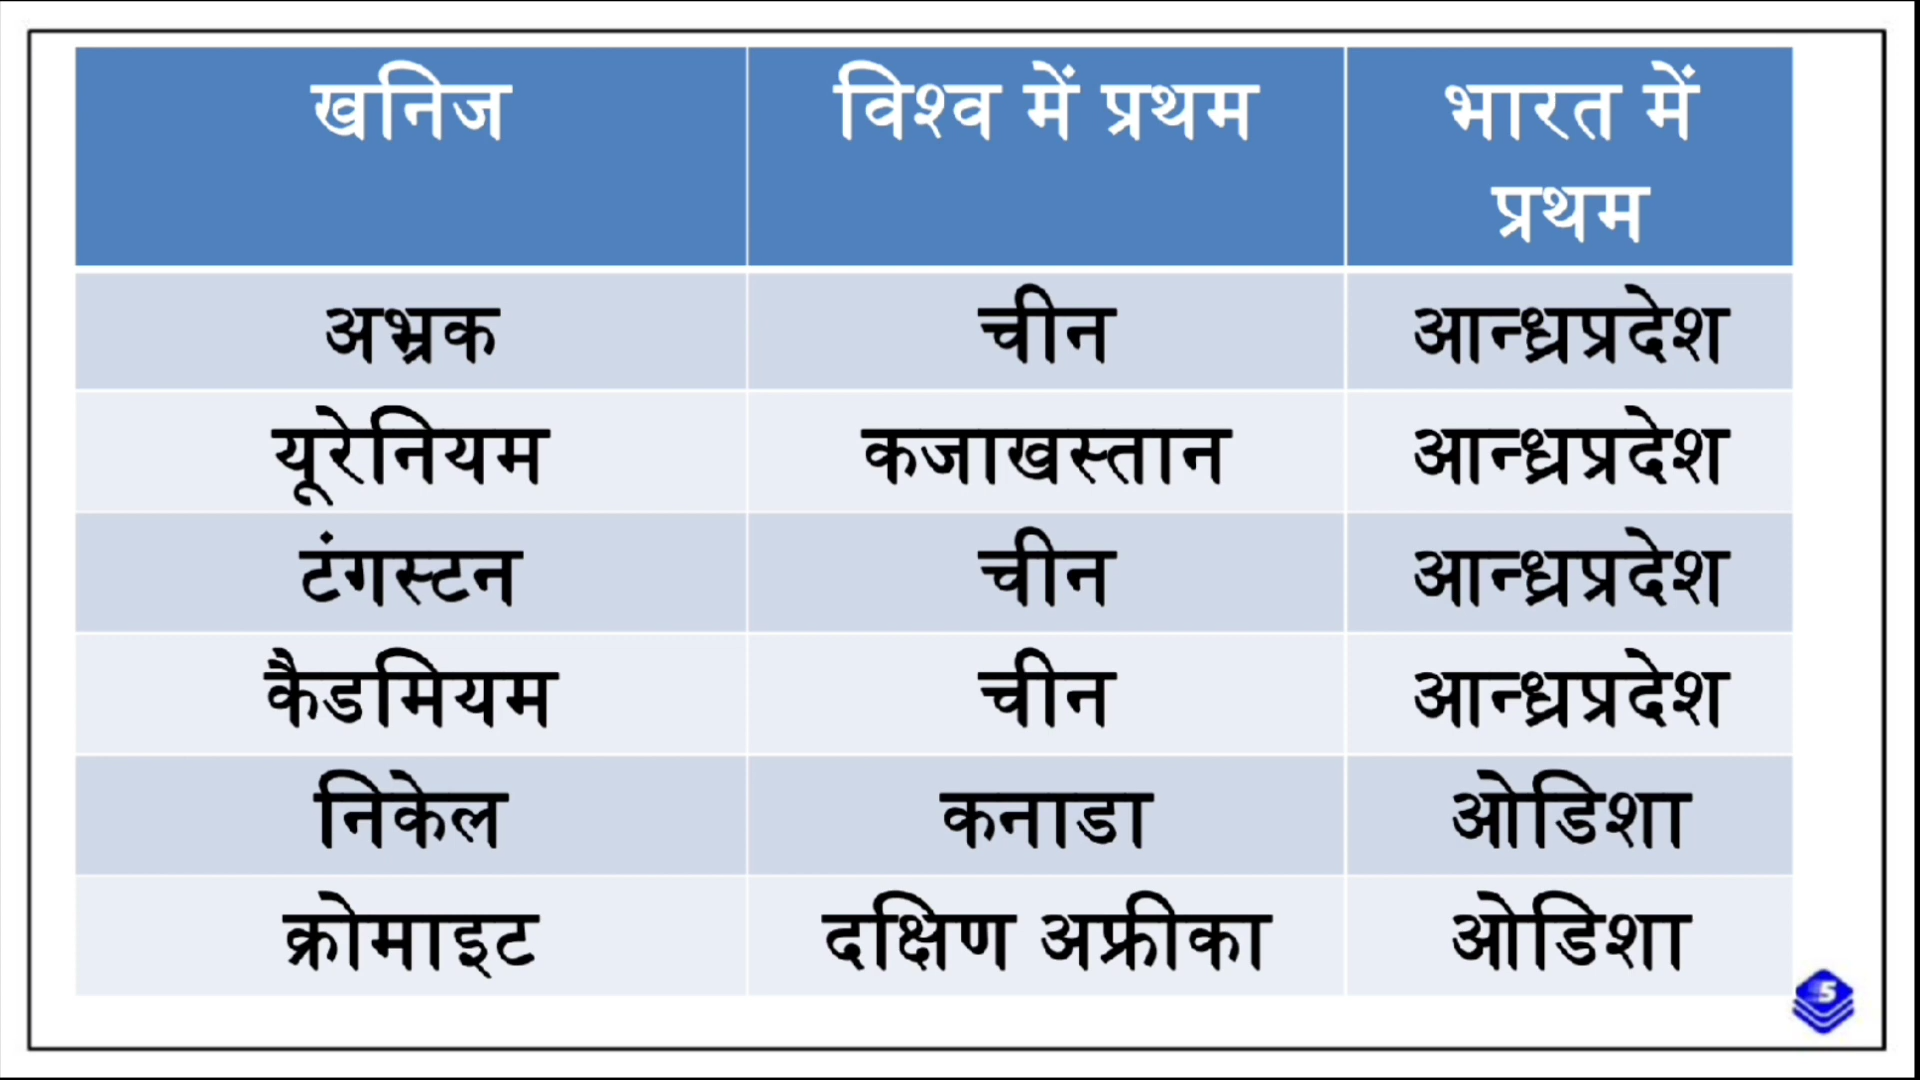 खनिज विश्व में प्रथम भारत में
प्रथम
अभ्रक चीन आन्ध्रप्रदेश
यूरेनियम कजाखस्तान आन्ध्रप्रदेश
टंगस्टन चीन आन्ध्रप्रदेश
कैडमियम चीन आन्ध्रप्रदेश
निकेल कनाडा ओडिशा
क्रोमाइट दक्षिण अफ्रीका ओडिशा
5